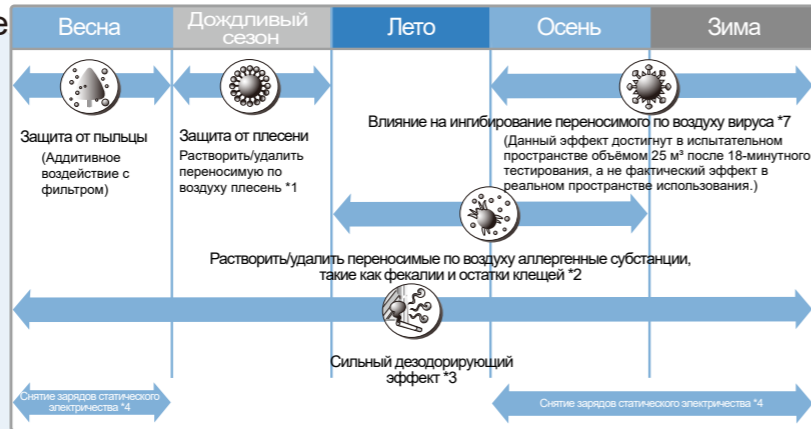 е
Весна
Дождливый
сезон
Лето
Осень
Зима
Защита от пыльцы
(Аддитивное
воздействие с
фильтром)
Защита от плесени
Растворить/удалить
переносимую по
воздуху плесень *1
Влияние на ингибирование переносимого по воздуху вируса *7
(Данный эффект достигнут в испытательном
пространстве объёмом 25 м³ после 18-минутного
тестирования, а не фактический эффект в
реальном пространстве использования.)
Растворить/удалить переносимые по воздуху аллергенные субстанции,
такие как фекалии и остатки клещей *2
Сильный дезодорирующий
эффект *3
Снятие зарядов статического
электричества *4
Снятие зарядов статического электричества *4